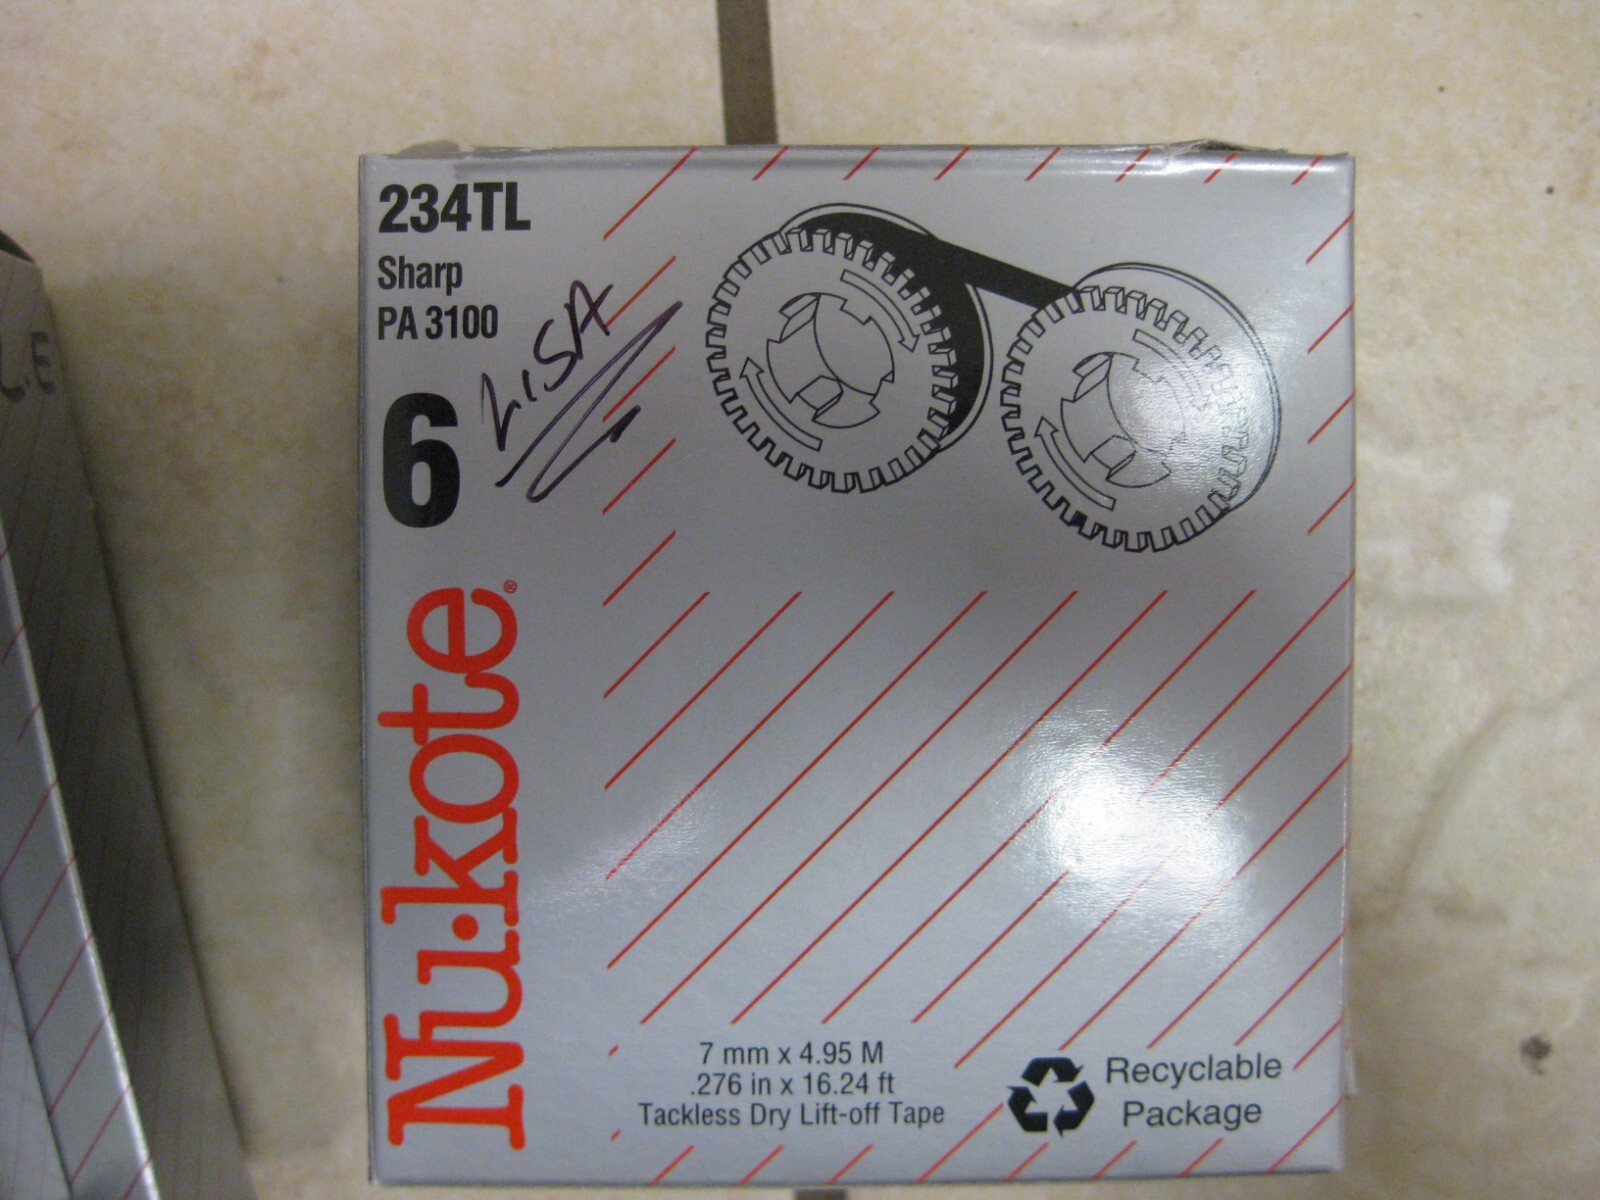 234TL
Sharp
PA 3100
LISA
6
Nu·kote®
7 mm x 4.95 M
.276 in x 16.24 ft
Tackless Dry Lift-off Tape
Recyclable
Package
L.E